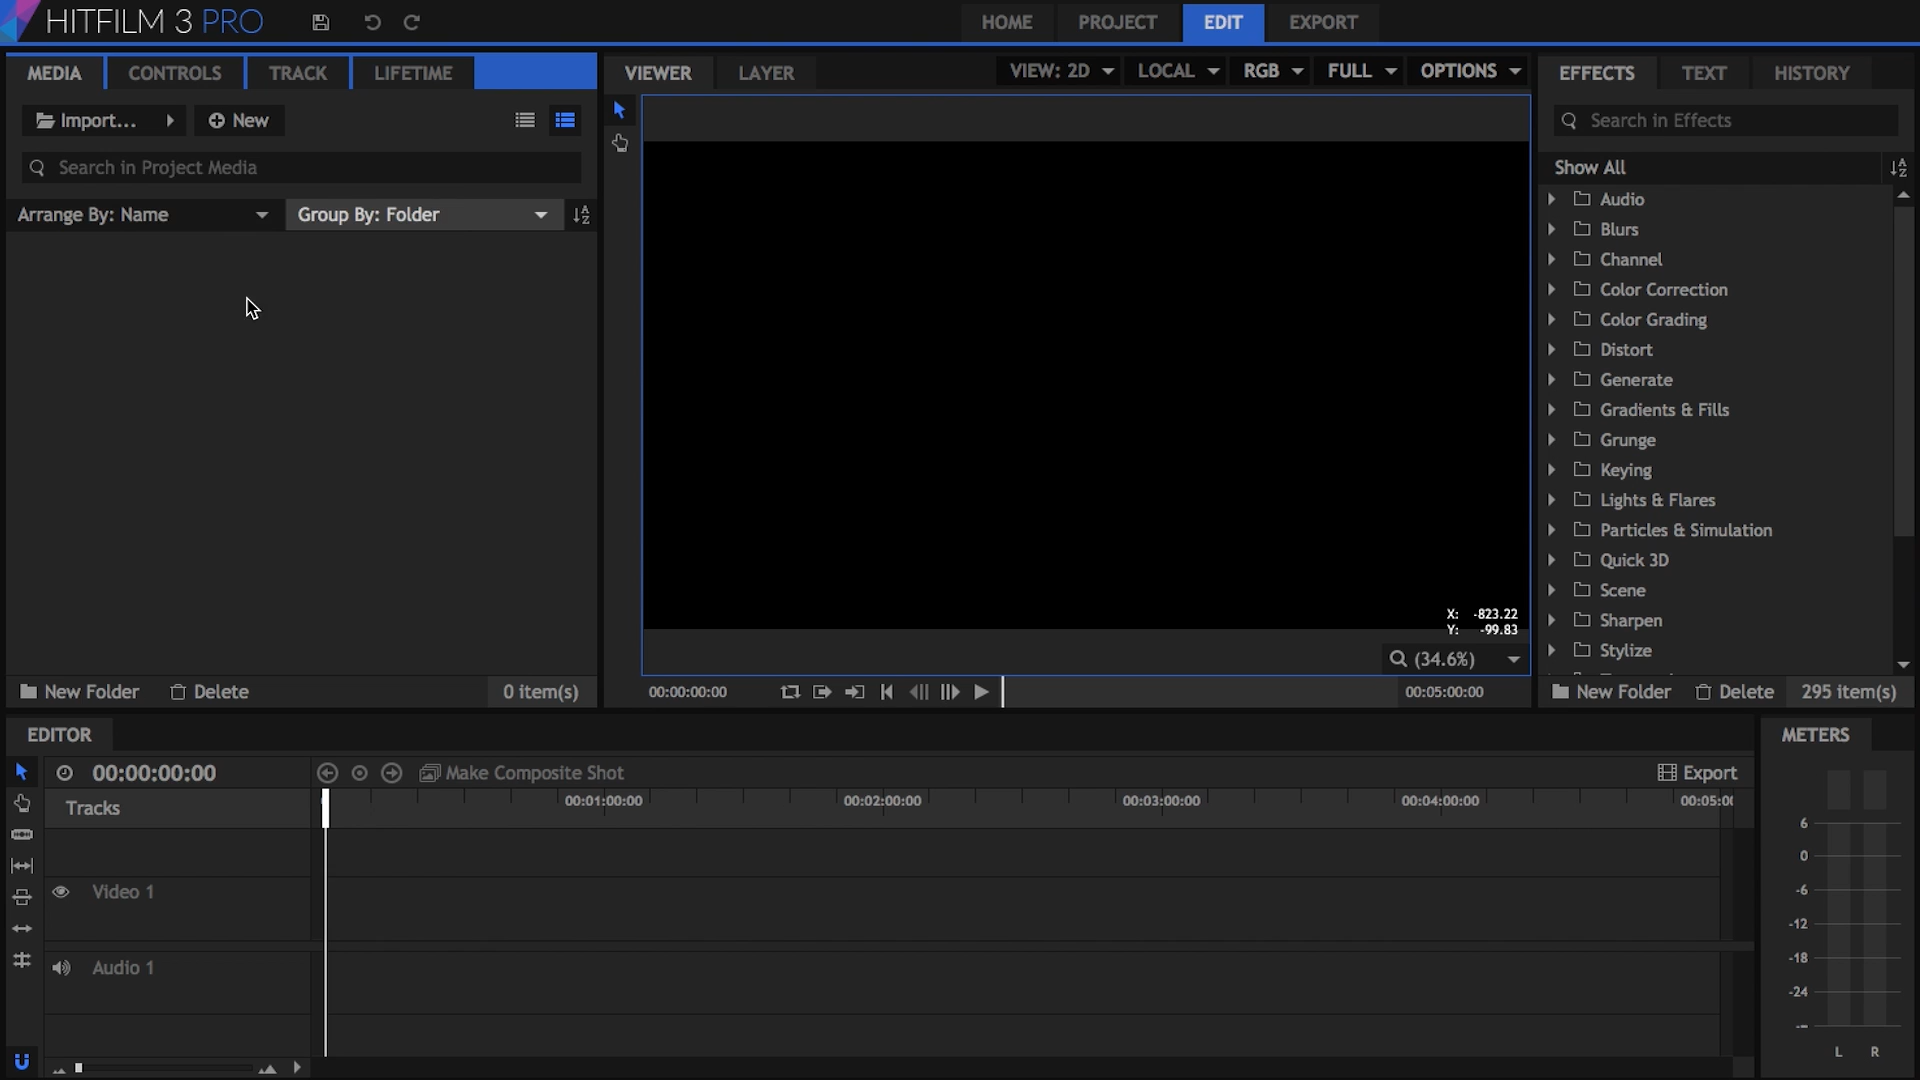 HITFILM 3 PRO
HOME PROJECT EDIT EXPORT
MEDIA CONTROLS TRACK LIFETIME
Import... New
Search in Project Media
Arrange By: Name Group By: Folder
New Folder Delete 0 item(s)
VIEWER LAYER VIEW: 2D LOCAL RGB FULL OPTIONS
X: -823.22
Y: -99.83
(34.6%)
00:00:00:00 00:05:00:00
EFFECTS TEXT HISTORY
Search in Effects
Show All
Audio
Blurs
Channel
Color Correction
Color Grading
Distort
Generate
Gradients & Fills
Grunge
Keying
Lights & Flares
Particles & Simulation
Quick 3D
Scene
Sharpen
Stylize
New Folder Delete 295 item(s)
EDITOR
00:00:00:00 Make Composite Shot Export
Tracks 00:01:00:00 00:02:00:00 00:03:00:00 00:04:00:00 00:05:0
Video 1
Audio 1
METERS
6
0
-6
-12
-18
-24
-∞
L R